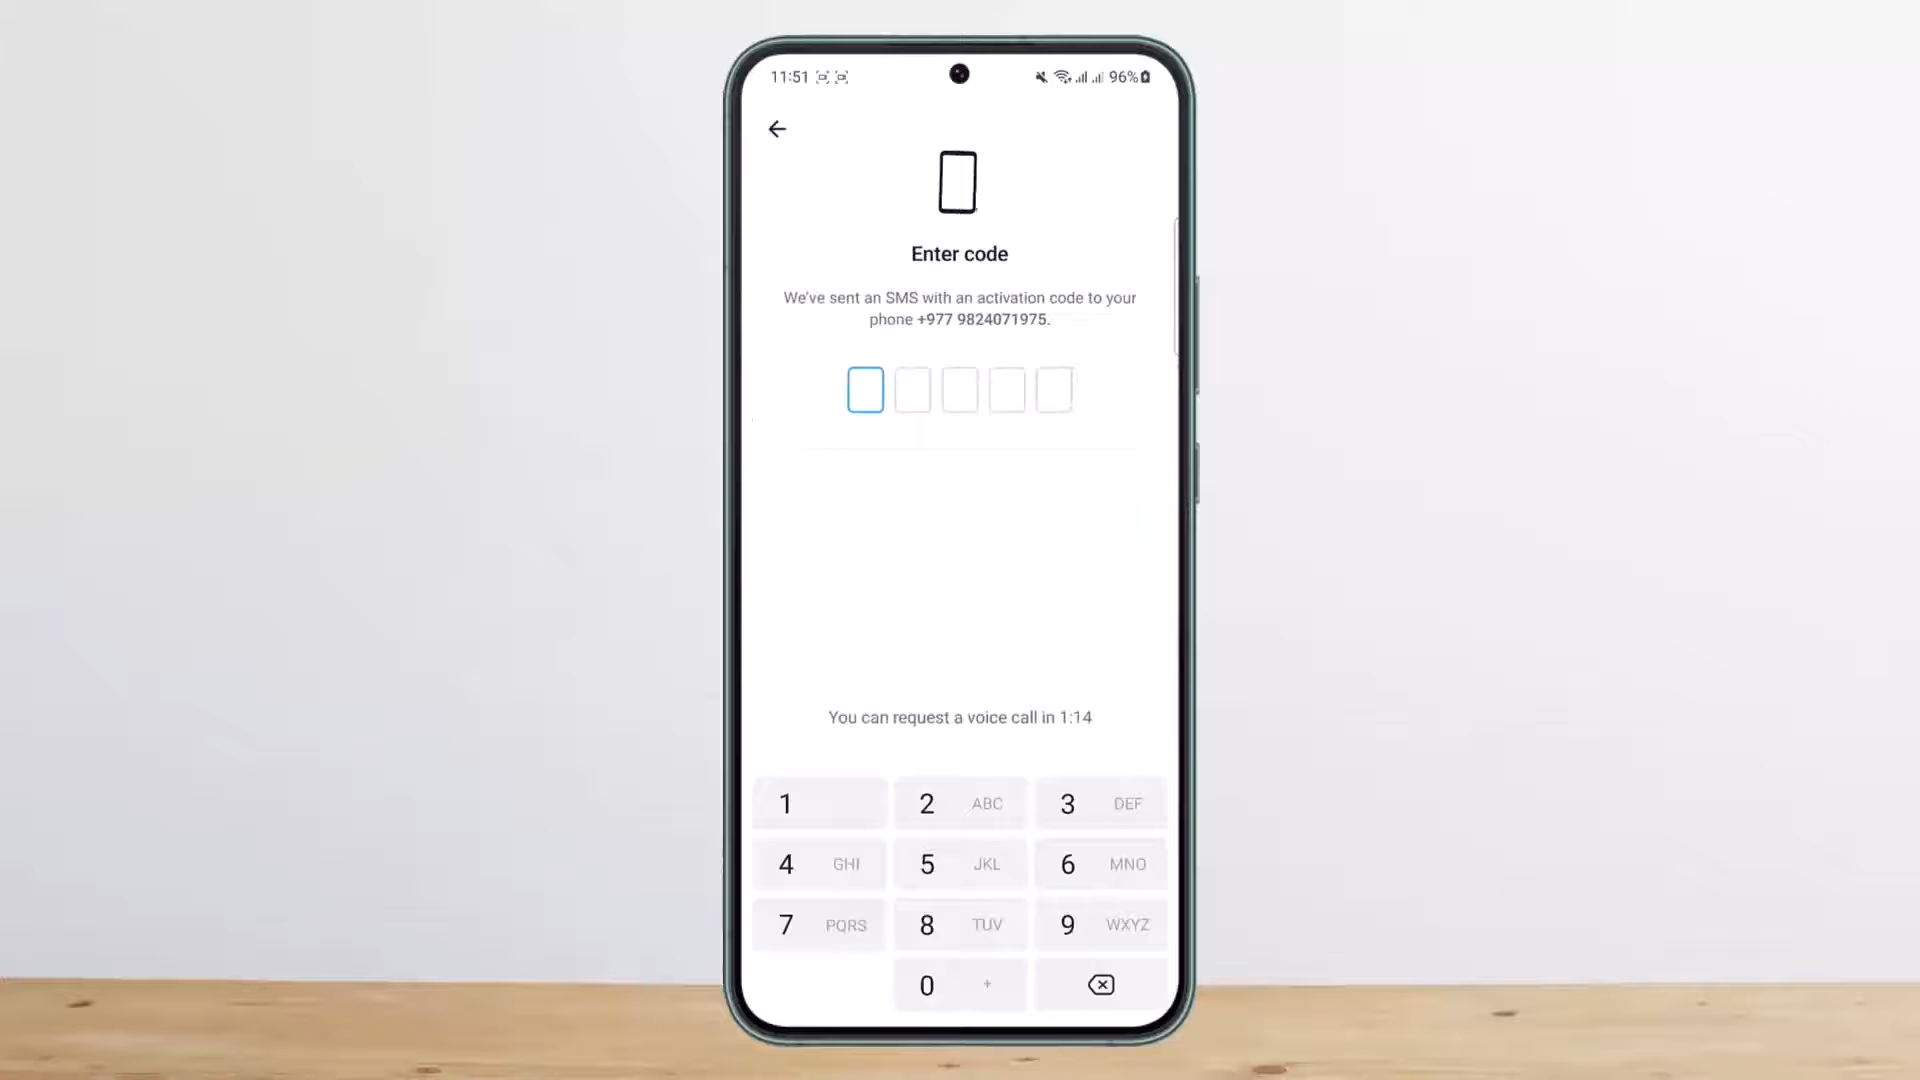 11:51 96%
Enter code
We've sent an SMS with an activation code to your
phone +977 9824071975.
You can request a voice call in 1:14
1 2 ABC 3 DEF
4 GHI 5 JKL 6 MNO
7 PQRS 8 TUV 9 WXYZ
0 +